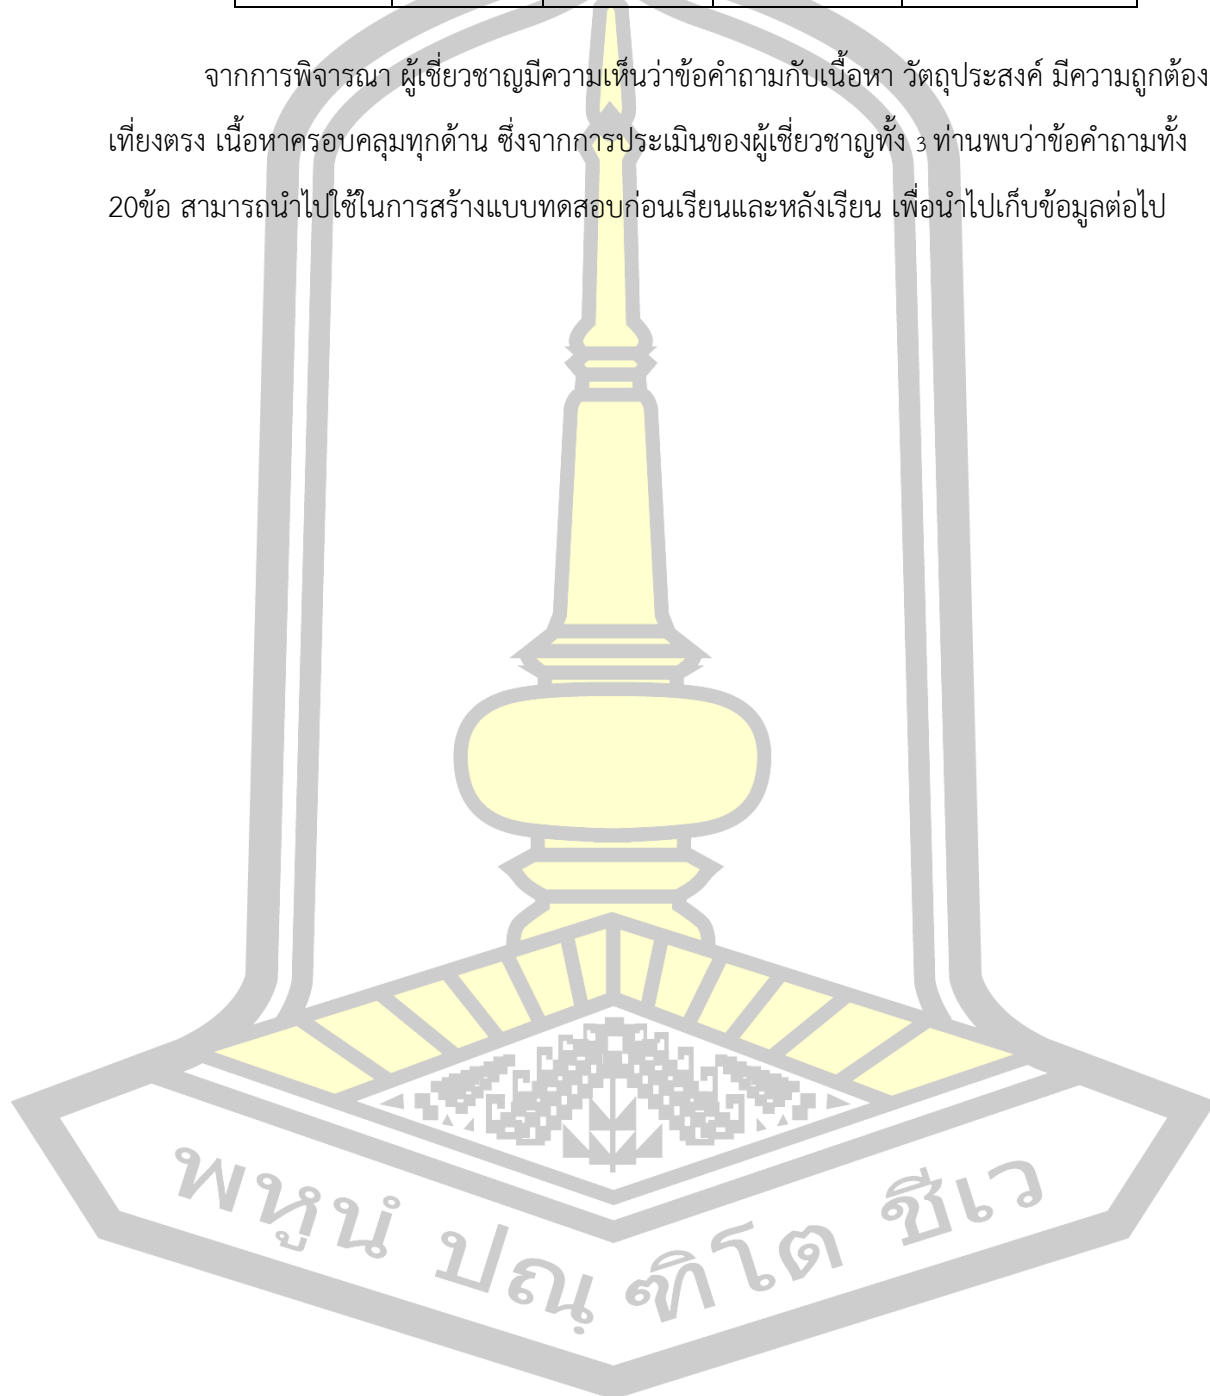 จากการพิจารณา ผู้เชี่ยวชาญมีความเห็นว่าข้อคำถามกับเนื้อหา วัตถุประสงค์ มีความถูกต้อง
เที่ยงตรง เนื้อหาครอบคลุมทุกด้าน ซึ่งจากการประเมินของผู้เชี่ยวชาญทั้ง 3 ท่านพบว่าข้อคำถามทั้ง
20ข้อ สามารถนำไปใช้ในการสร้างแบบทดสอบก่อนเรียนและหลังเรียน เพื่อนำไปเก็บข้อมูลต่อไป
พหูนํ ปณฺฑิโต ชีเว